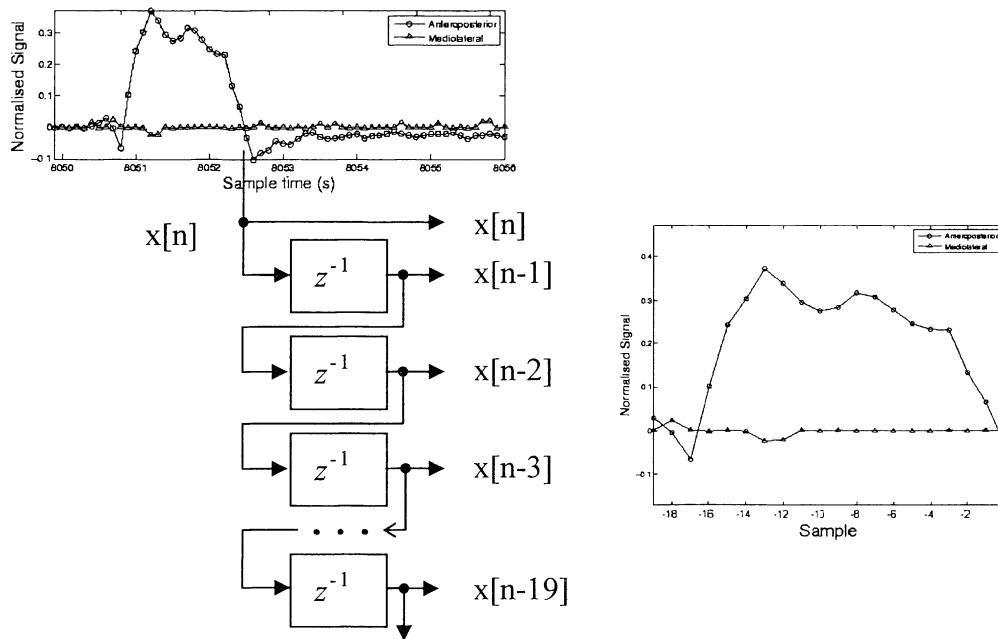 Anteroposterior
Mediolateral
Normalised Signal
0.3
0.2
0.1
0
-0.1
8050
8051
8052
8053
8054
8055
8056
Sample time (s)
x[n]
x[n]
z⁻¹
x[n-1]
z⁻¹
x[n-2]
z⁻¹
x[n-3]
• • •
z⁻¹
x[n-19]
Anteroposterior
Mediolateral
Normalised Signal
0.4
0.3
0.2
0.1
0
-0.1
-18
-16
-14
-12
-10
-8
-6
-4
-2
Sample